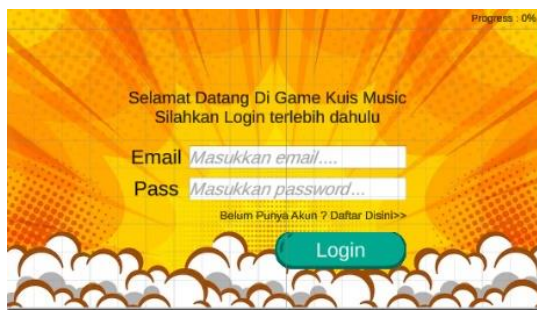 Progress : 0%
Selamat Datang Di Game Kuis Music
Silahkan Login terlebih dahulu
Email Masukkan email....
Pass Masukkan password...
Belum Punya Akun ? Daftar Disini>>
Login